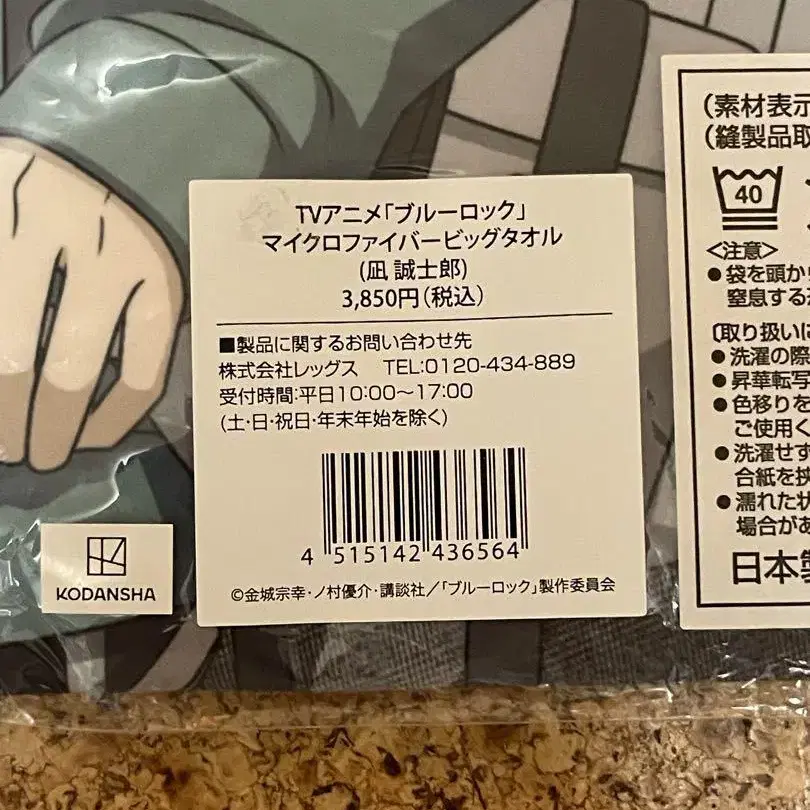 TVアニメ「ブルーロック」
マイクロファイバービッグタオル
(凪 誠士郎)
3,850円(税込)
■製品に関するお問い合わせ先
株式会社レッグス　TEL:0120-434-889
受付時間:平日10:00〜17:00
(土・日・祝日・年末年始を除く)
4 515142 436564
©金城宗幸・ノ村優介・講談社/「ブルーロック」製作委員会
KODANSHA
(素材表示
(縫製品取
40
<注意>
●袋を頭から
窒息する
〔取り扱いに
●洗濯の際
●昇華転写
●色移りを
ご使用く
●洗濯せず
合紙を挟
●濡れた状
場合があ
日本製